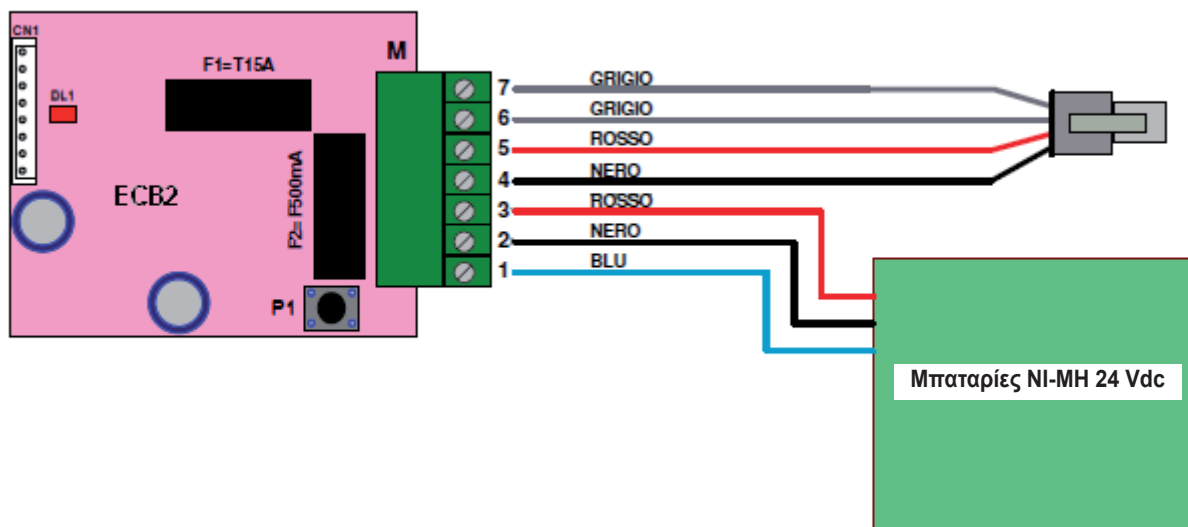 CN1
DL1
F1=T15A
M
ECB2
F2= F500mA
P1
7 GRIGIO
6 GRIGIO
5 ROSSO
4 NERO
3 ROSSO
2 NERO
1 BLU
Μπαταρίες NI-MH 24 Vdc